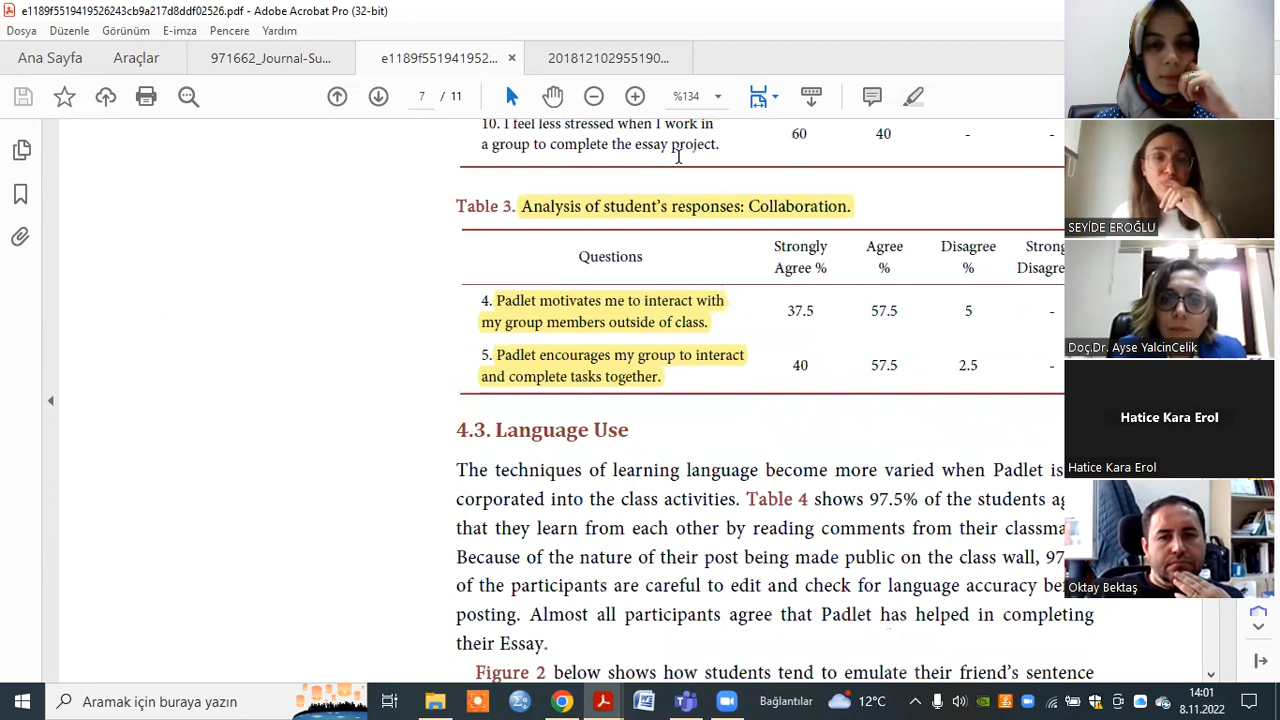 e1189f5519419526243cb9a217d8ddf02526.pdf - Adobe Acrobat Pro (32-bit)
Dosya Düzenle Görünüm E-imza Pencere Yardım
Ana Sayfa Araçlar 971662_Journal-Su... e1189f551941952... × 201812102955190...
7 / 11 %134
10. I feel less stressed when I work in
a group to complete the essay project.
60 40 - -
Table 3. Analysis of student's responses: Collaboration.
Questions Strongly Agree Disagree Strong
Agree % % % Disagre
4. Padlet motivates me to interact with
my group members outside of class.
37.5 57.5 5 -
5. Padlet encourages my group to interact
and complete tasks together.
40 57.5 2.5 -
4.3. Language Use
The techniques of learning language become more varied when Padlet is
corporated into the class activities. Table 4 shows 97.5% of the students ag
that they learn from each other by reading comments from their classma
Because of the nature of their post being made public on the class wall, 97
of the participants are careful to edit and check for language accuracy bef
posting. Almost all participants agree that Padlet has helped in completing
their Essay.
Figure 2 below shows how students tend to emulate their friend's sentence
SEYİDE EROĞLU
Doç.Dr. Ayse YalcinCelik
Hatice Kara Erol
Hatice Kara Erol
Oktay Bektaş
Aramak için buraya yazın
Bağlantılar
12°C
14:01
8.11.2022